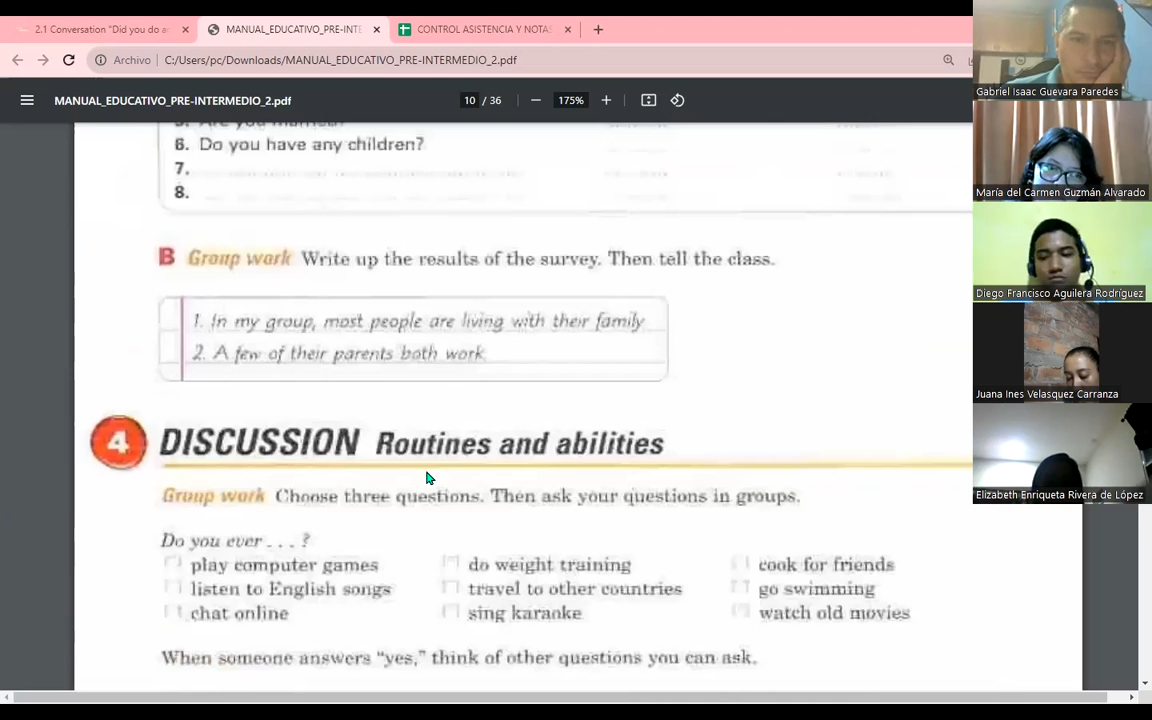 2.1 Conversation "Did you do a
MANUAL_EDUCATIVO_PRE-INTE
CONTROL ASISTENCIA Y NOTAS
Archivo C:/Users/pc/Downloads/MANUAL_EDUCATIVO_PRE-INTERMEDIO_2.pdf
MANUAL_EDUCATIVO_PRE-INTERMEDIO_2.pdf 10 / 36 175%
5. Are you married?
6. Do you have any children?
7.
8.
B Group work Write up the results of the survey. Then tell the class.
1. In my group, most people are living with their family
2. A few of their parents both work.
4 DISCUSSION Routines and abilities
Group work Choose three questions. Then ask your questions in groups.
Do you ever . . . ?
play computer games do weight training cook for friends
listen to English songs travel to other countries go swimming
chat online sing karaoke watch old movies
When someone answers "yes," think of other questions you can ask.
Gabriel Isaac Guevara Paredes
María del Carmen Guzmán Alvarado
Diego Francisco Aguilera Rodríguez
Juana Ines Velasquez Carranza
Elizabeth Enriqueta Rivera de López